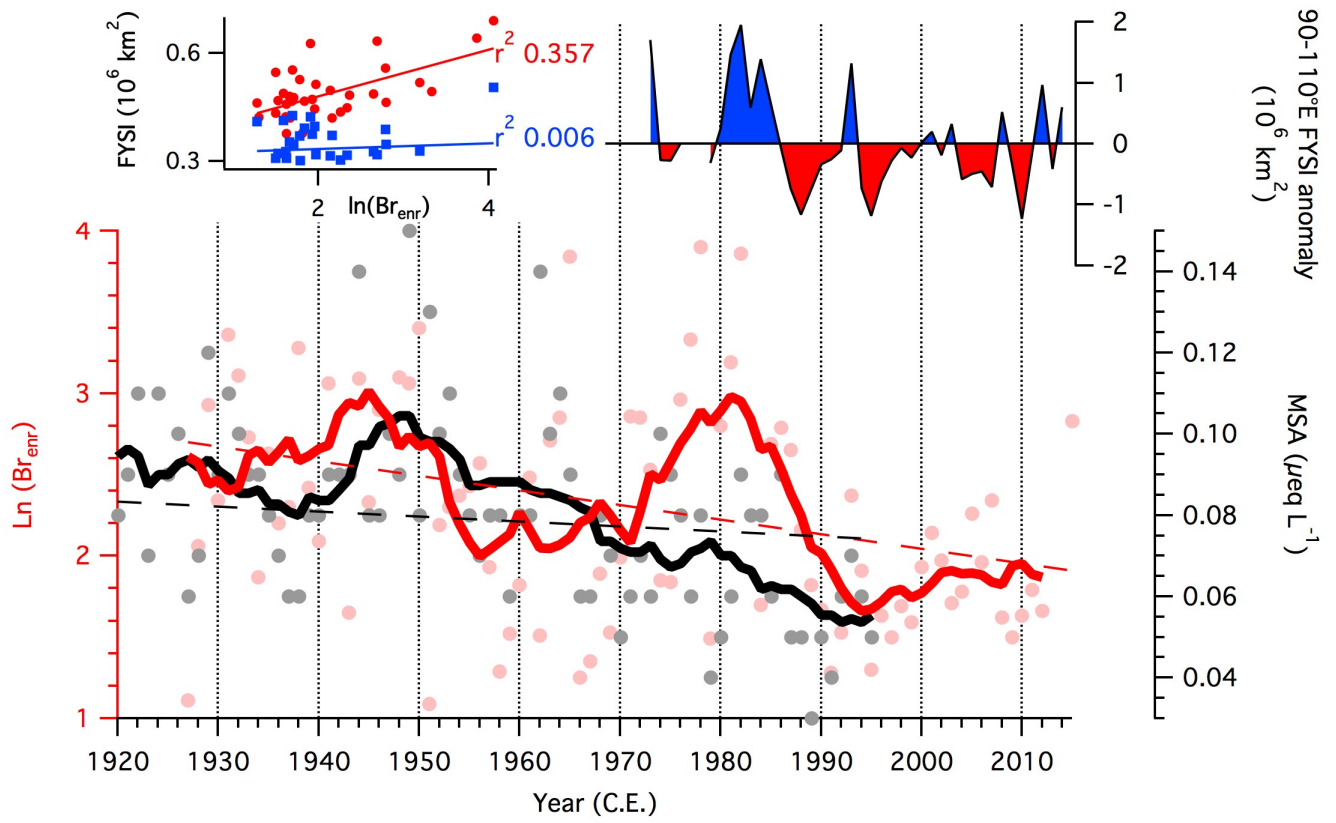 FYSI (10⁶ km²)
0.6
0.3
r² 0.357
r² 0.006
2
4
ln(Br_enr)
2
1
0
-1
-2
90-110°E FYSI anomaly
(10⁶ km²)
4
3
2
1
Ln (Br_enr)
0.14
0.12
0.10
0.08
0.06
0.04
MSA (μeq L⁻¹)
1920 1930 1940 1950 1960 1970 1980 1990 2000 2010
Year (C.E.)